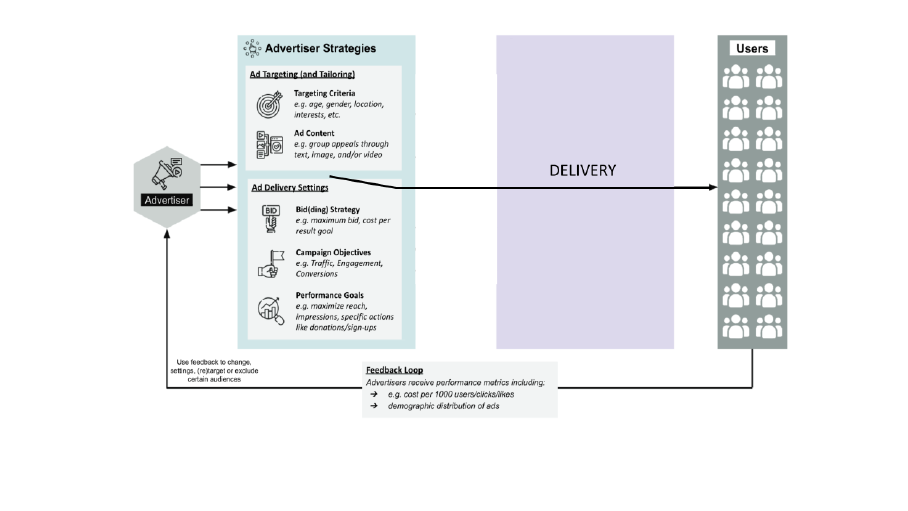 Advertiser Strategies
Ad Targeting (and Tailoring)
Targeting Criteria
e.g. age, gender, location,
interests, etc.
Ad Content
e.g. group appeals through
text, image, and/or video
Advertiser
Ad Delivery Settings
BID
Bid(ding) Strategy
e.g. maximum bid, cost per
result goal
Campaign Objectives
e.g. Traffic, Engagement,
Conversions
Performance Goals
e.g. maximize reach,
impressions, specific actions
like donations/sign-ups
DELIVERY
Users
Use feedback to change,
settings, (re)target or exclude
certain audiences
Feedback Loop
Advertisers receive performance metrics including:
→ e.g. cost per 1000 users/clicks/likes
→ demographic distribution of ads